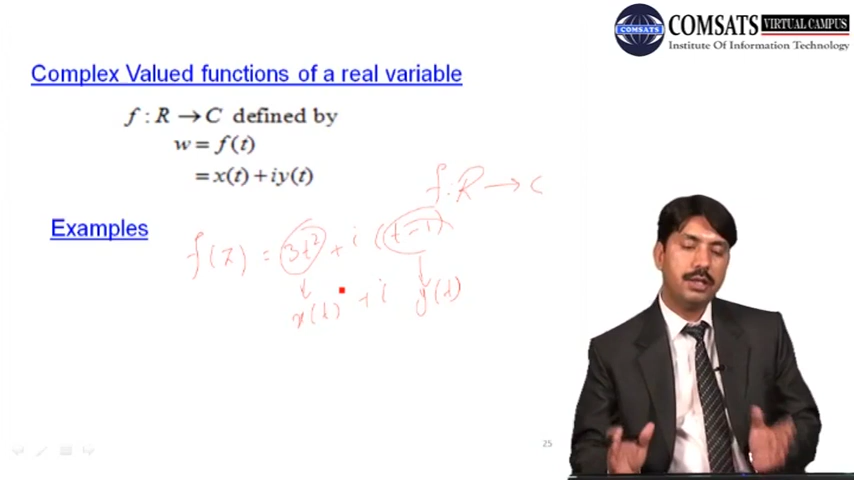 COMSATS VIRTUAL CAMPUS
COMSATS
Institute Of Information Technology
Complex Valued functions of a real variable
f : R → C defined by
w = f(t)
= x(t) + iy(t)
f : R → C
Examples
f(z) = 3t² + i (t-1)
x(t) + i y(t)
25